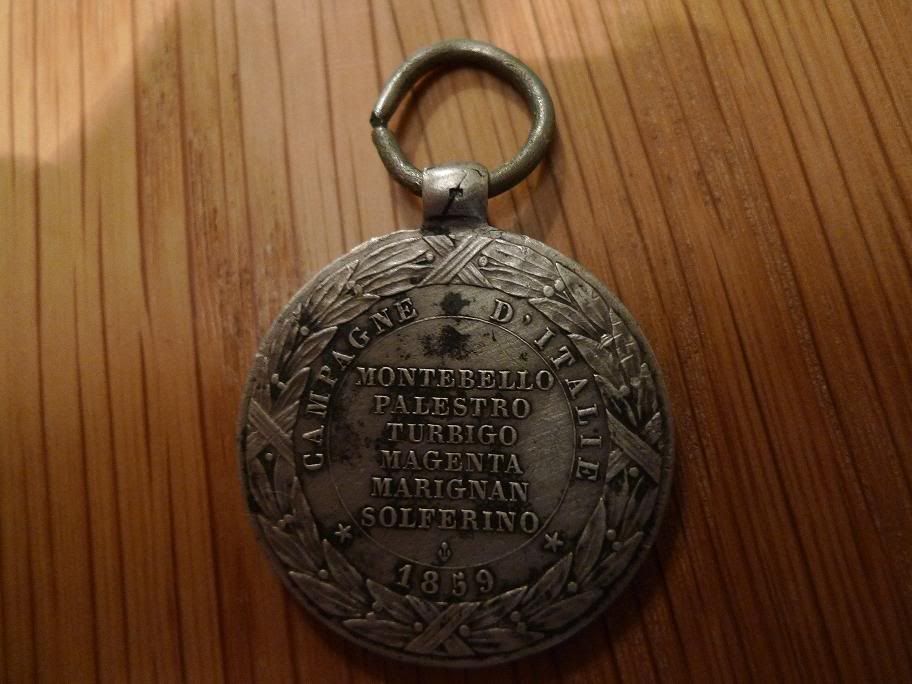 CAMPAGNE D'ITALIE
MONTEBELLO
PALESTRO
TURBIGO
MAGENTA
MARIGNAN
SOLFERINO
1859